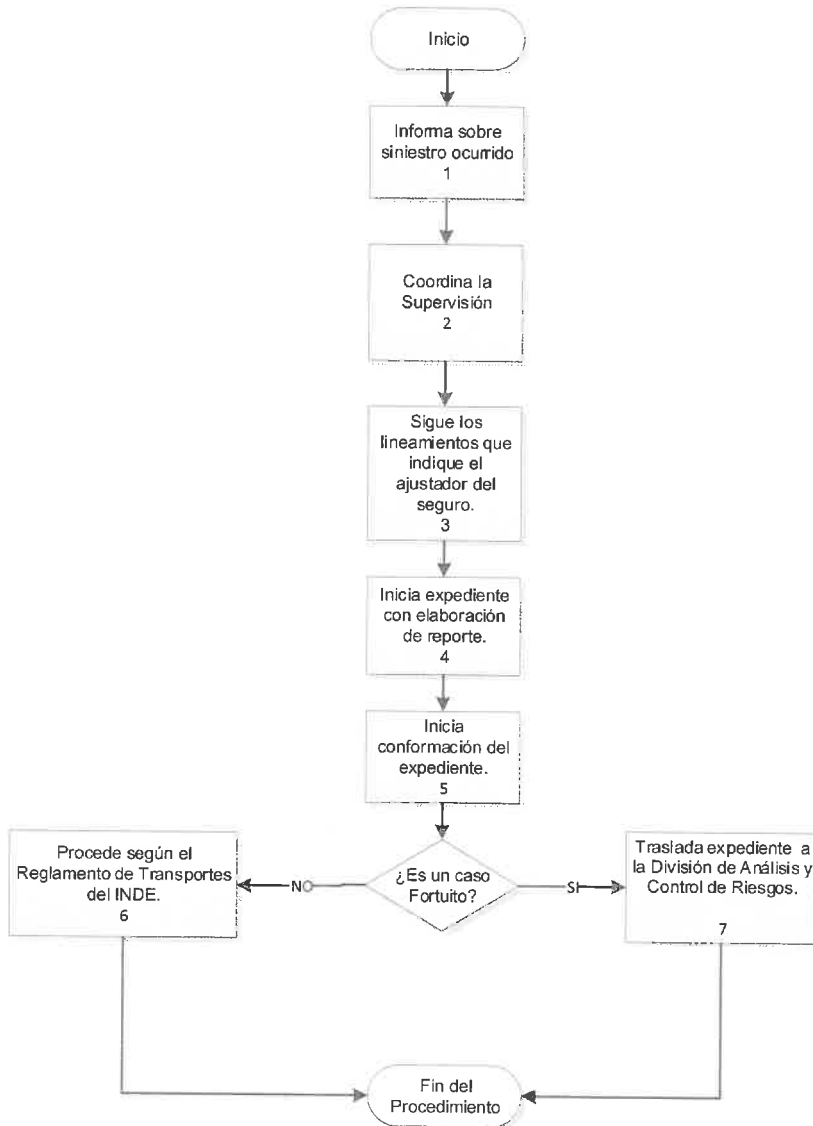 Inicio
Informa sobre
siniestro ocurrido
1
Coordina la
Supervisión
2
Sigue los
lineamientos que
indique el
ajustador del
seguro.
3
Inicia expediente
con elaboración
de reporte.
4
Inicia
conformación del
expediente.
5
¿Es un caso
Fortuito?
NO
SI
Procede según el
Reglamento de Transportes
del INDE.
6
Traslada expediente a
la División de Análisis y
Control de Riesgos.
7
Fin del
Procedimiento